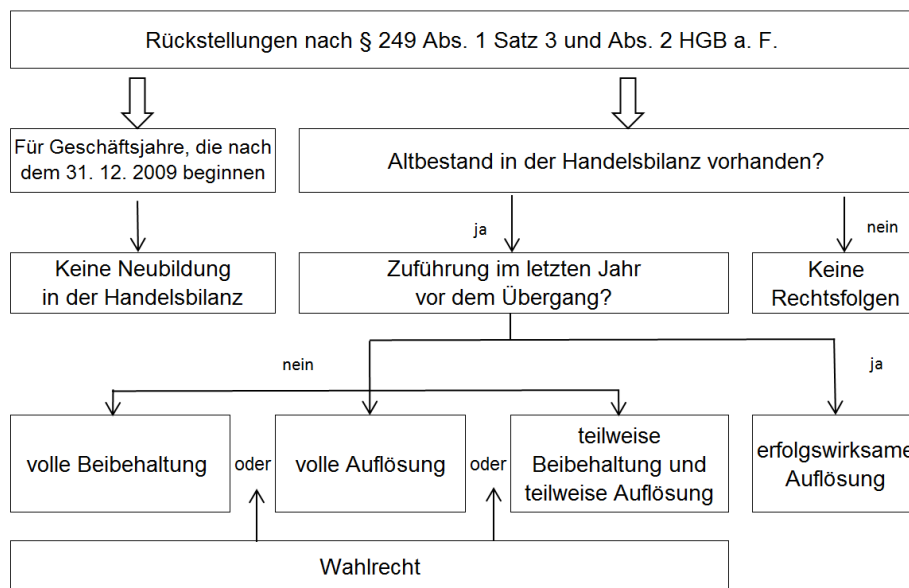 Rückstellungen nach § 249 Abs. 1 Satz 3 und Abs. 2 HGB a. F.
Für Geschäftsjahre, die nach
dem 31. 12. 2009 beginnen
Altbestand in der Handelsbilanz vorhanden?
ja
nein
Keine Neubildung
in der Handelsbilanz
Zuführung im letzten Jahr
vor dem Übergang?
Keine
Rechtsfolgen
nein
ja
volle Beibehaltung
oder
volle Auflösung
oder
teilweise
Beibehaltung und
teilweise Auflösung
erfolgswirksame
Auflösung
Wahlrecht